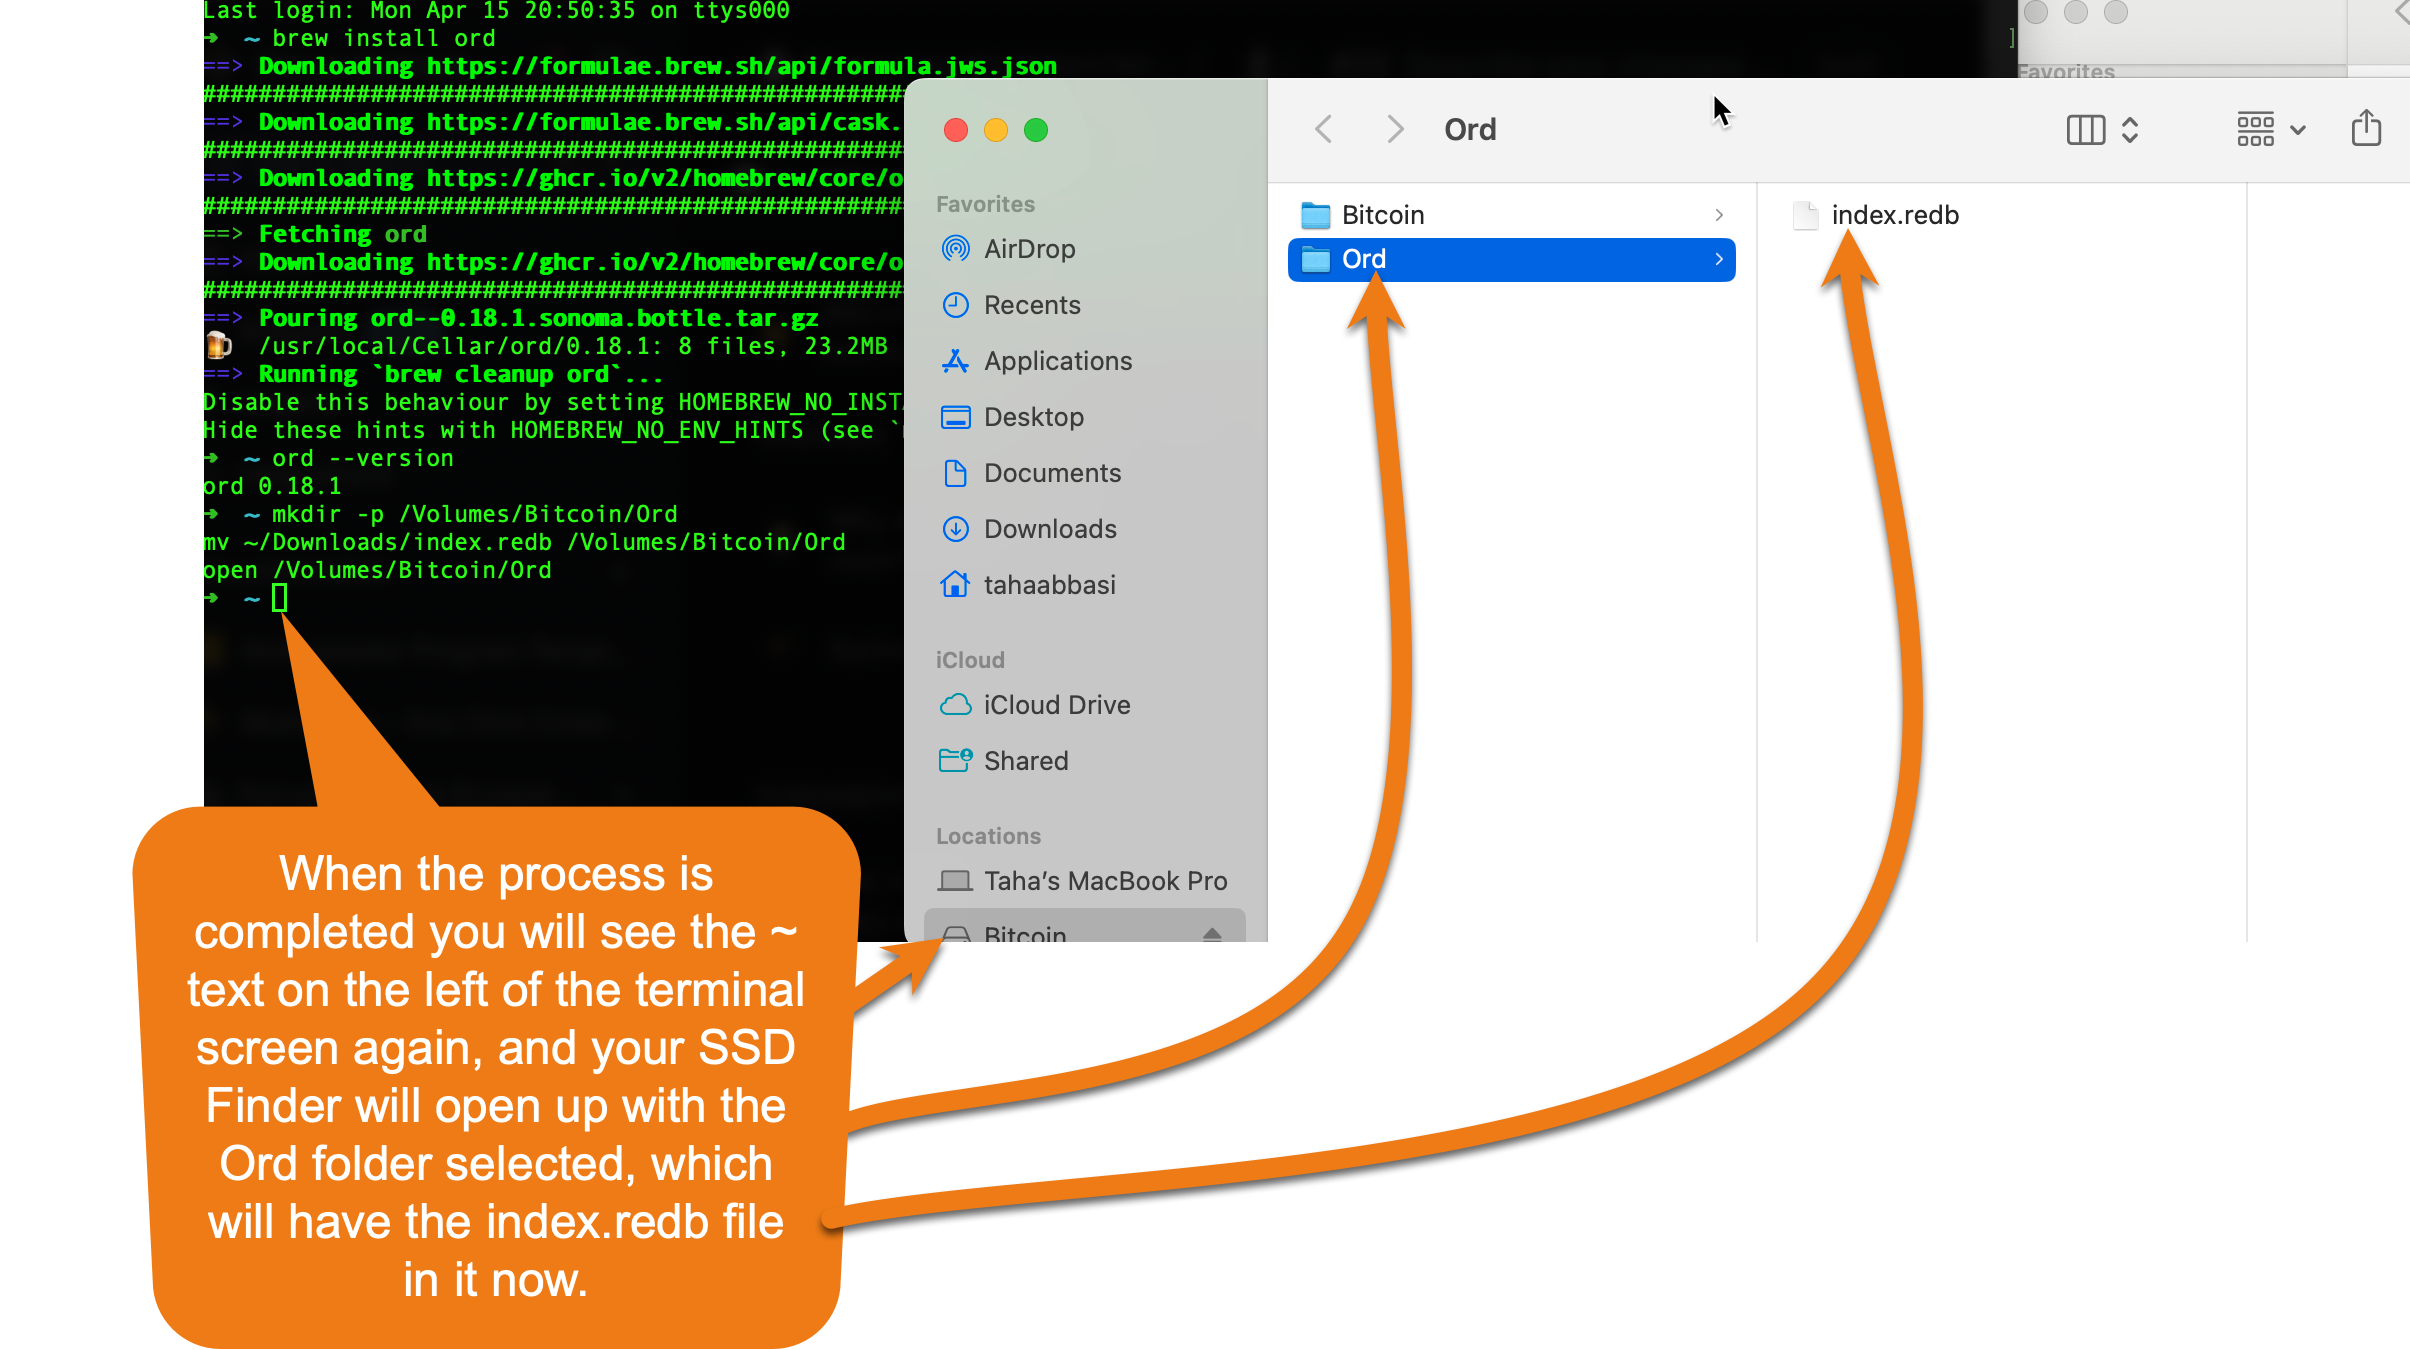 Last login: Mon Apr 15 20:50:35 on ttys000
➜ ~ brew install ord
==> Downloading https://formulae.brew.sh/api/formula.jws.json
##################################################
==> Downloading https://formulae.brew.sh/api/cask.
##################################################
==> Downloading https://ghcr.io/v2/homebrew/core/o
##################################################
==> Fetching ord
==> Downloading https://ghcr.io/v2/homebrew/core/o
##################################################
==> Pouring ord--0.18.1.sonoma.bottle.tar.gz
🍺 /usr/local/Cellar/ord/0.18.1: 8 files, 23.2MB
==> Running `brew cleanup ord`...
Disable this behaviour by setting HOMEBREW_NO_INST
Hide these hints with HOMEBREW_NO_ENV_HINTS (see `
➜ ~ ord --version
ord 0.18.1
➜ ~ mkdir -p /Volumes/Bitcoin/Ord
mv ~/Downloads/index.redb /Volumes/Bitcoin/Ord
open /Volumes/Bitcoin/Ord
➜ ~
]
Favorites
Favorites
AirDrop
Recents
Applications
Desktop
Documents
Downloads
tahaabbasi
iCloud
iCloud Drive
Shared
Locations
Taha's MacBook Pro
Bitcoin
Ord
Bitcoin
Ord
index.redb
When the process is
completed you will see the ~
text on the left of the terminal
screen again, and your SSD
Finder will open up with the
Ord folder selected, which
will have the index.redb file
in it now.